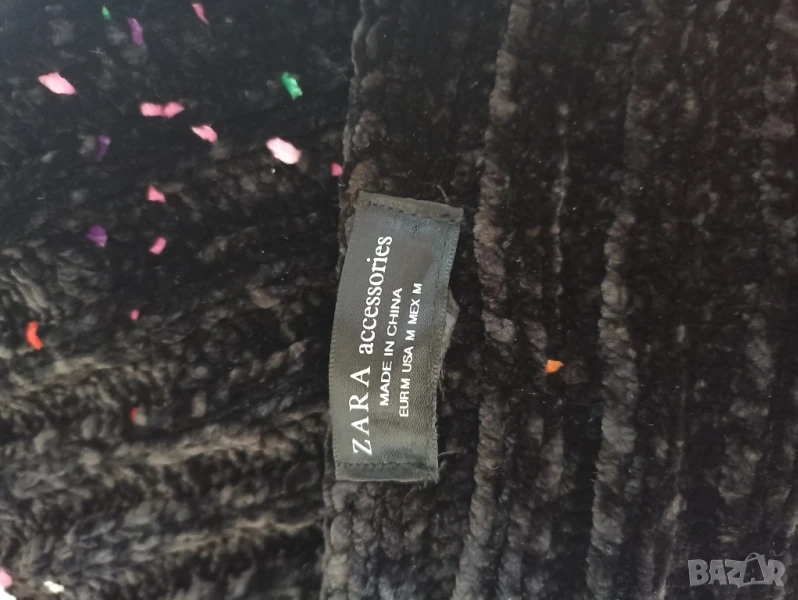 ZARA accessories
MADE IN CHINA
EUR M USA M MEX M
BAZAR